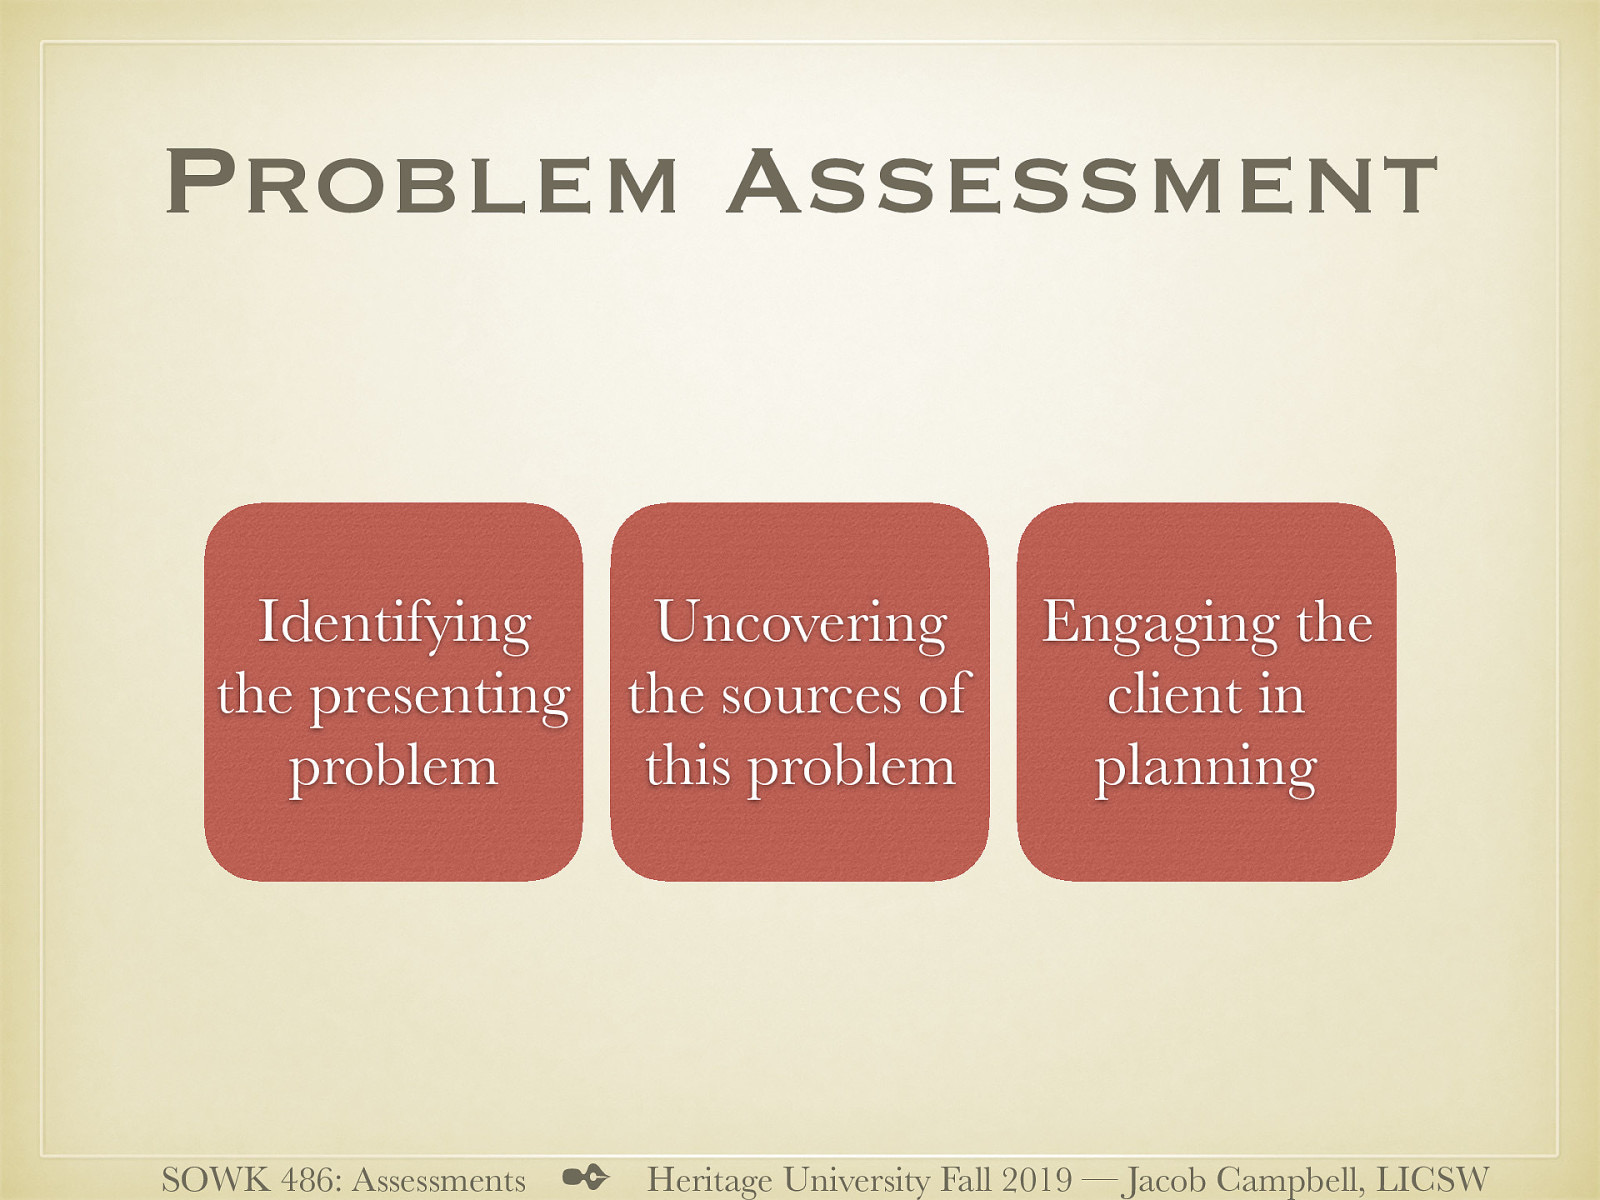 Problem Assessment
Identifying
the presenting
problem
Uncovering
the sources of
this problem
Engaging the
client in
planning
SOWK 486: Assessments ✒ Heritage University Fall 2019 — Jacob Campbell, LICSW